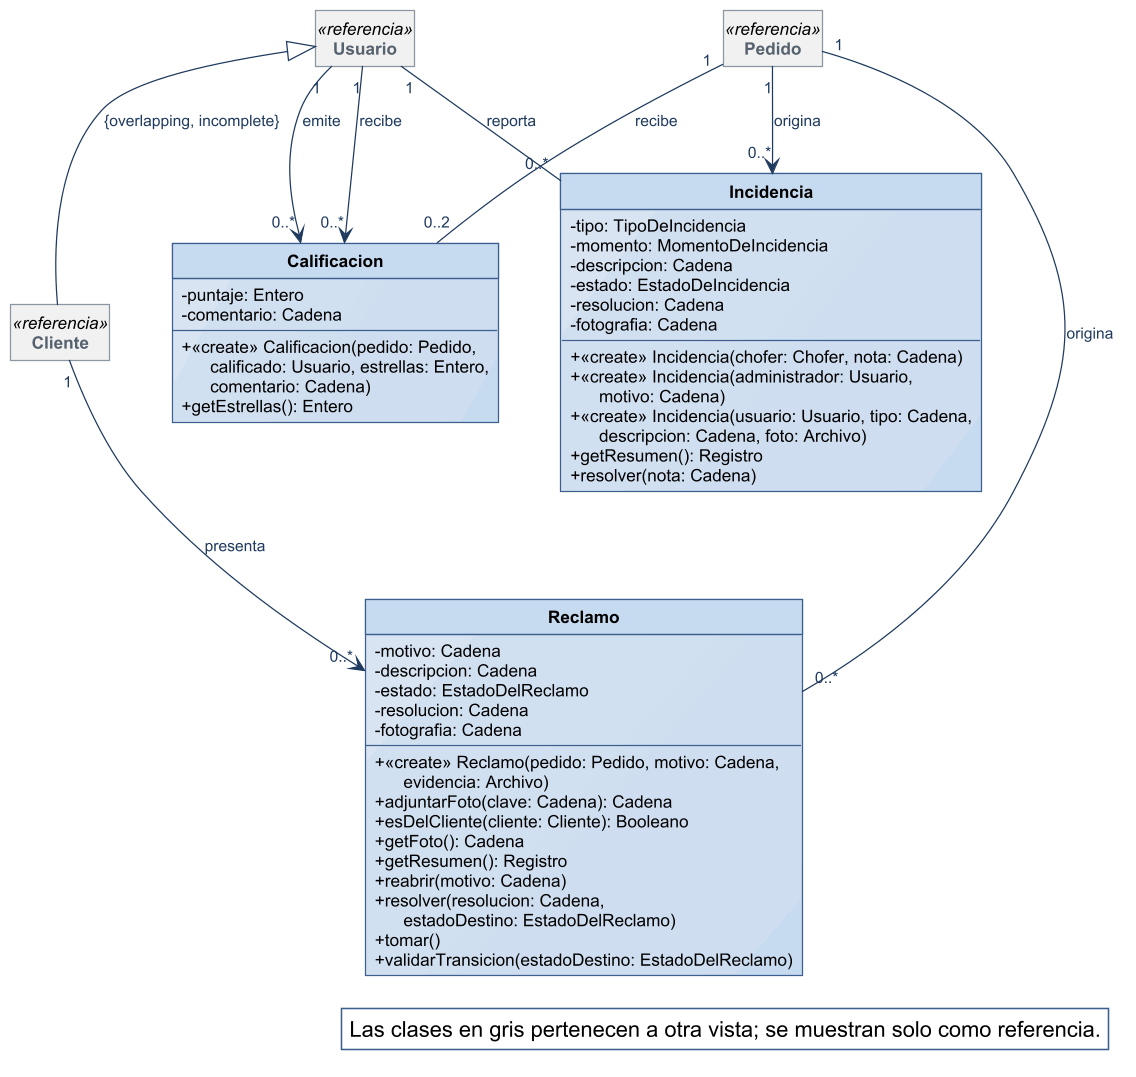 «referencia»
Usuario
«referencia»
Pedido
1
1
1
1
1
1
{overlapping, incomplete}
emite
recibe
reporta
recibe
origina
0..*
0..*
0..*
0..*
0..2
Incidencia
-tipo: TipoDeIncidencia
-momento: MomentoDeIncidencia
-descripcion: Cadena
-estado: EstadoDeIncidencia
-resolucion: Cadena
-fotografia: Cadena
+«create» Incidencia(chofer: Chofer, nota: Cadena)
+«create» Incidencia(administrador: Usuario,
motivo: Cadena)
+«create» Incidencia(usuario: Usuario, tipo: Cadena,
descripcion: Cadena, foto: Archivo)
+getResumen(): Registro
+resolver(nota: Cadena)
Calificacion
-puntaje: Entero
-comentario: Cadena
+«create» Calificacion(pedido: Pedido,
calificado: Usuario, estrellas: Entero,
comentario: Cadena)
+getEstrellas(): Entero
«referencia»
Cliente
1
origina
presenta
0..*
0..*
Reclamo
-motivo: Cadena
-descripcion: Cadena
-estado: EstadoDelReclamo
-resolucion: Cadena
-fotografia: Cadena
+«create» Reclamo(pedido: Pedido, motivo: Cadena,
evidencia: Archivo)
+adjuntarFoto(clave: Cadena): Cadena
+esDelCliente(cliente: Cliente): Booleano
+getFoto(): Cadena
+getResumen(): Registro
+reabrir(motivo: Cadena)
+resolver(resolucion: Cadena,
estadoDestino: EstadoDelReclamo)
+tomar()
+validarTransicion(estadoDestino: EstadoDelReclamo)
Las clases en gris pertenecen a otra vista; se muestran solo como referencia.